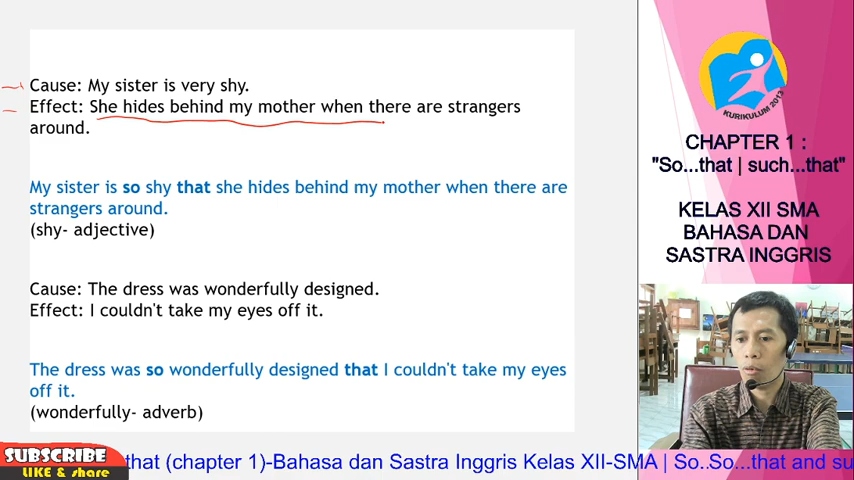 Cause: My sister is very shy.
Effect: She hides behind my mother when there are strangers
around.
My sister is so shy that she hides behind my mother when there are
strangers around.
(shy- adjective)
Cause: The dress was wonderfully designed.
Effect: I couldn't take my eyes off it.
The dress was so wonderfully designed that I couldn't take my eyes
off it.
(wonderfully- adverb)
KURIKULUM 2013
CHAPTER 1 :
"So...that | such...that"
KELAS XII SMA
BAHASA DAN
SASTRA INGGRIS
SUBSCRIBE
LIKE & share
that (chapter 1)-Bahasa dan Sastra Inggris Kelas XII-SMA | So..So...that and su